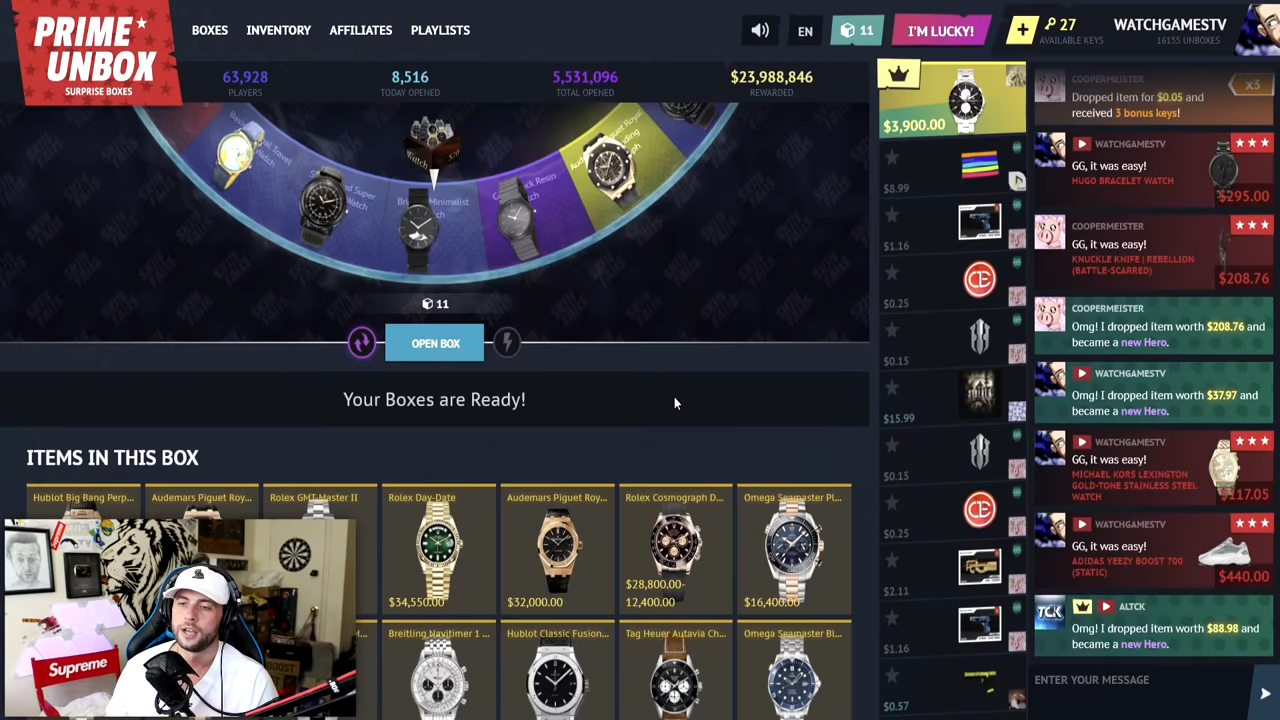 PRIME
UNBOX
SURPRISE BOXES
BOXES
INVENTORY
AFFILIATES
PLAYLISTS
EN
11
I'M LUCKY!
27
AVAILABLE KEYS
WATCHGAMESTV
16155 UNBOXES
63,928
PLAYERS
8,516
TODAY OPENED
5,531,096
TOTAL OPENED
$23,988,846
REWARDED
Travel
Watch
Super
Watch
Minimalist
Resin
Watch
11
OPEN BOX
Your Boxes are Ready!
ITEMS IN THIS BOX
Hublot Big Bang Perp...
Audemars Piguet Roy...
Rolex GMT-Master II
Rolex Day-Date
$34,550.00
Audemars Piguet Roy...
$32,000.00
Rolex Cosmograph D...
$28,800.00-
12,400.00
Omega Seamaster Pl...
$16,400.00
Breitling Navitimer 1 ...
Hublot Classic Fusion...
Tag Heuer Autavia Ch...
Omega Seamaster Bl...
Supreme
BOOST
$3,900.00
$8.99
$1.16
$0.25
$0.15
$15.99
$0.15
$0.25
$2.11
$1.16
$0.57
COOPERMEISTER
Dropped item for $0.05 and
received 3 bonus keys!
x3
WATCHGAMESTV
GG, it was easy!
HUGO BRACELET WATCH
$295.00
COOPERMEISTER
GG, it was easy!
KNUCKLE KNIFE | REBELLION
(BATTLE-SCARRED)
$208.76
COOPERMEISTER
Omg! I dropped item worth $208.76 and
became a new Hero.
WATCHGAMESTV
Omg! I dropped item worth $37.97 and
became a new Hero.
WATCHGAMESTV
GG, it was easy!
MICHAEL KORS LEXINGTON
GOLD-TONE STAINLESS STEEL
WATCH
$117.05
WATCHGAMESTV
GG, it was easy!
ADIDAS YEEZY BOOST 700
(STATIC)
$440.00
TCK
ALTCK
Omg! I dropped item worth $88.98 and
became a new Hero.
ENTER YOUR MESSAGE